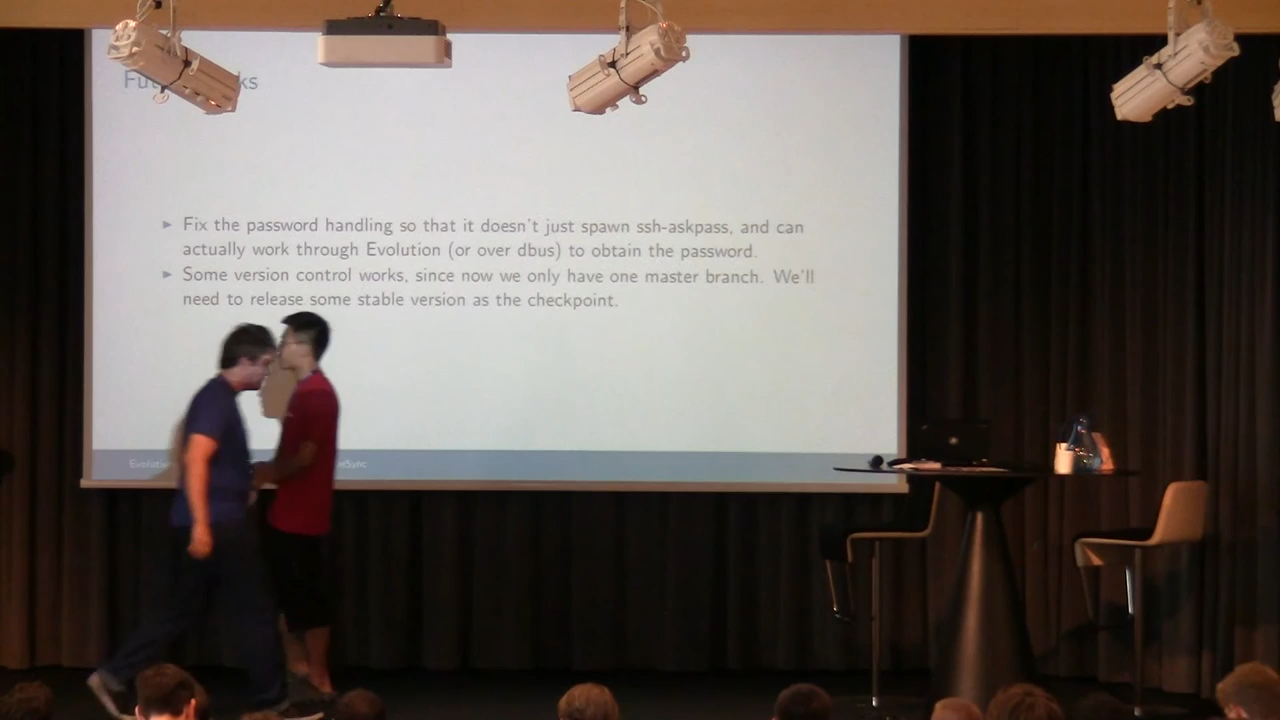 ▶ Fix the password handling so that it doesn't just spawn ssh-askpass, and can
actually work through Evolution (or over dbus) to obtain the password.
▶ Some version control works, since now we only have one master branch. We'll
need to release some stable version as the checkpoint.